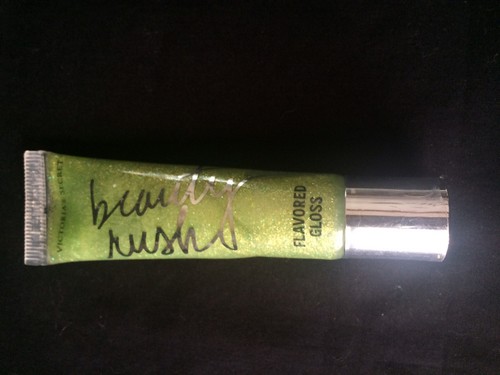 VICTORIA'S SECRET
beauty
rush
FLAVORED
GLOSS